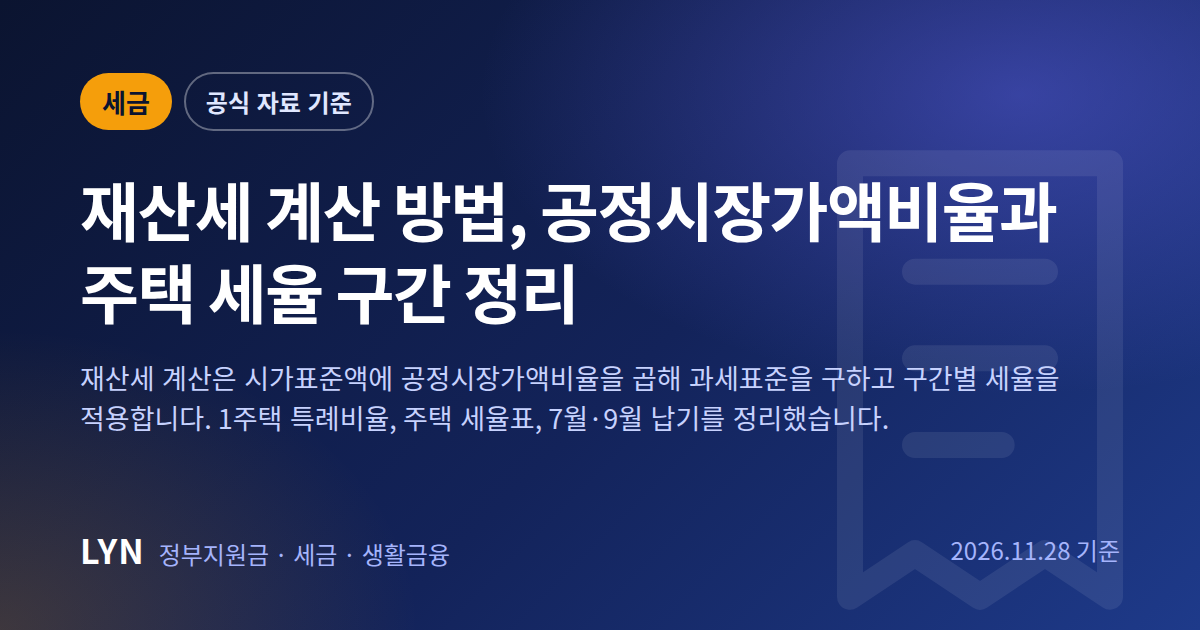 세금
공식 자료 기준
재산세 계산 방법, 공정시장가액비율과
주택 세율 구간 정리
재산세 계산은 시가표준액에 공정시장가액비율을 곱해 과세표준을 구하고 구간별 세율을
적용합니다. 1주택 특례비율, 주택 세율표, 7월·9월 납기를 정리했습니다.
LYN 정부지원금 · 세금 · 생활금융
2026.11.28 기준